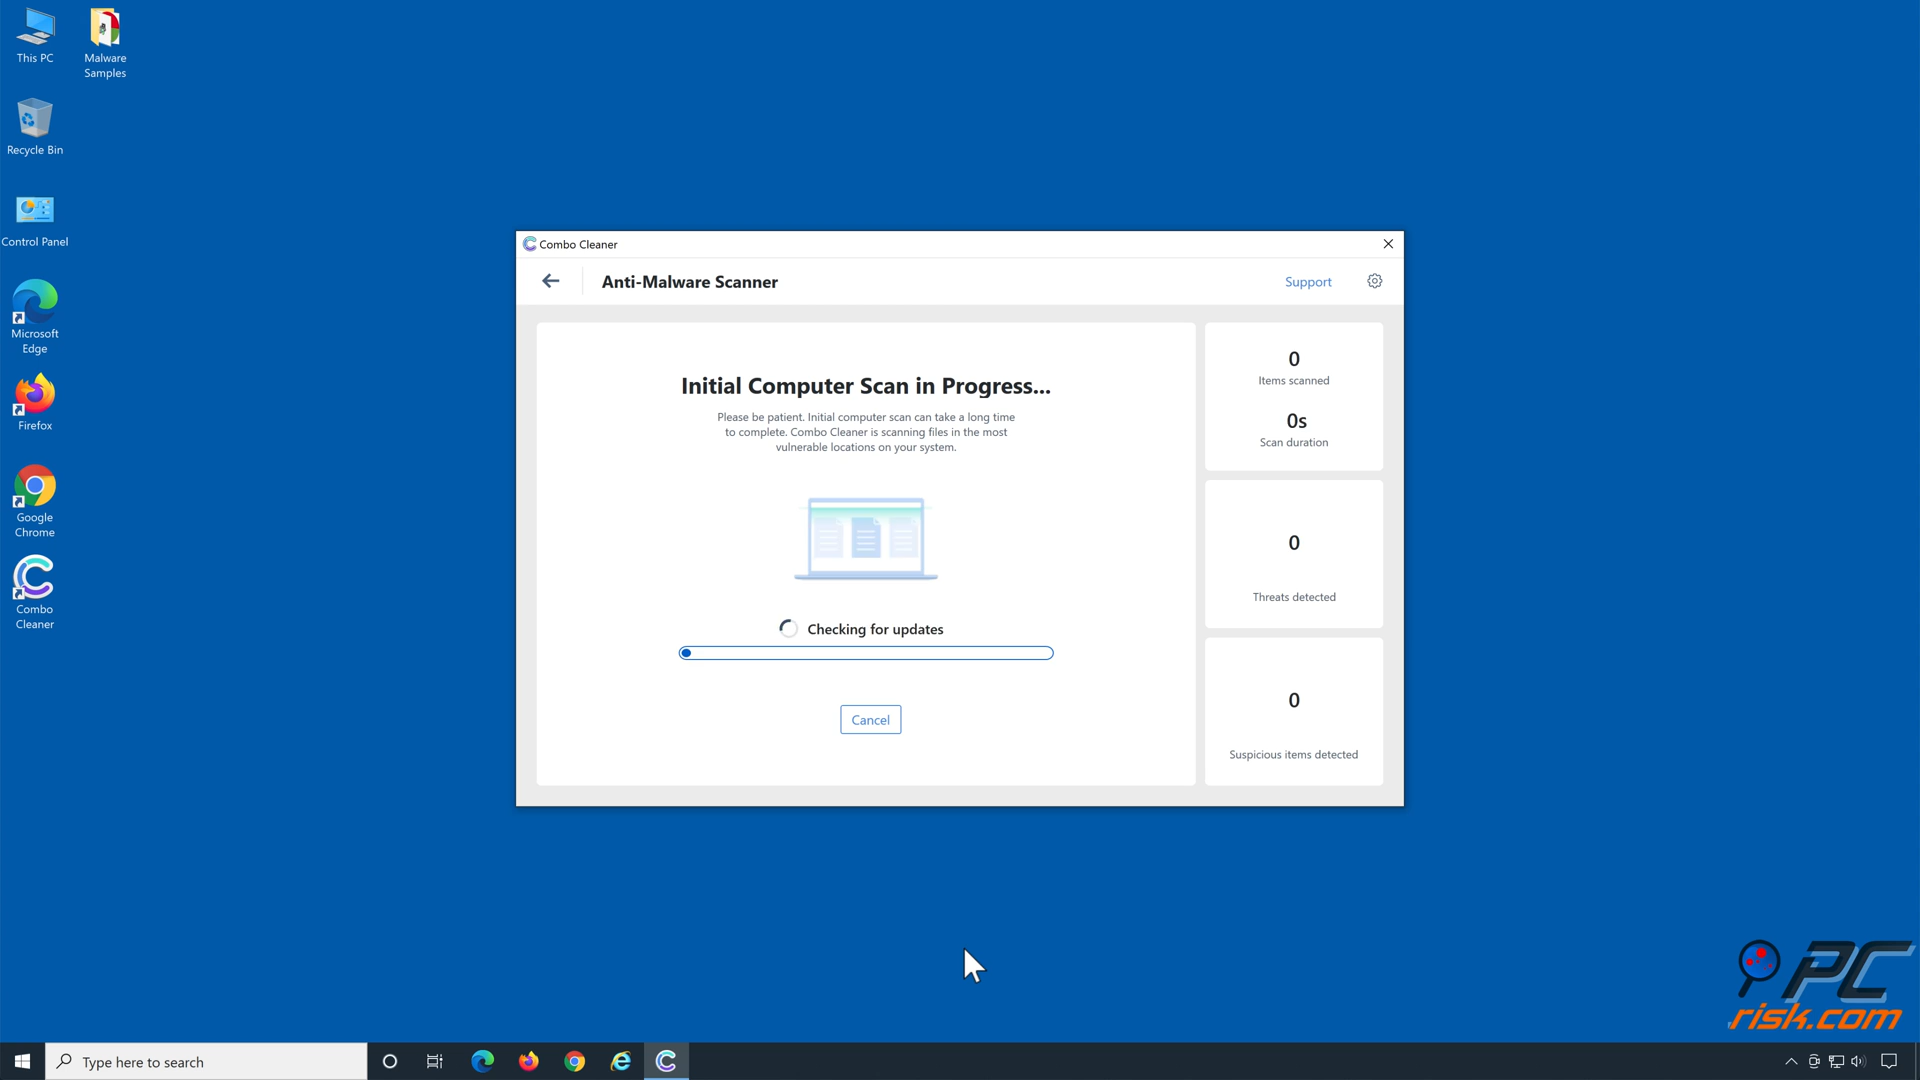 This PC
Malware
Samples
Recycle Bin
Control Panel
Microsoft
Edge
Firefox
Google
Chrome
Combo
Cleaner
Combo Cleaner
Anti-Malware Scanner
Support
Initial Computer Scan in Progress...
Please be patient. Initial computer scan can take a long time
to complete. Combo Cleaner is scanning files in the most
vulnerable locations on your system.
Checking for updates
Cancel
0
Items scanned
0s
Scan duration
0
Threats detected
0
Suspicious items detected
PC
risk.com
Type here to search